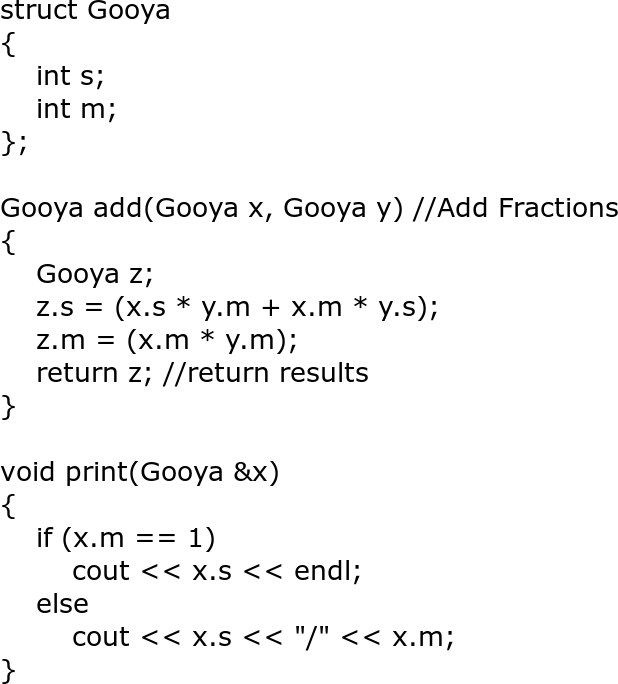 struct Gooya
{
int s;
int m;
};
Gooya add(Gooya x, Gooya y) //Add Fractions
{
Gooya z;
z.s = (x.s * y.m + x.m * y.s);
z.m = (x.m * y.m);
return z; //return results
}
void print(Gooya &x)
{
if (x.m == 1)
cout << x.s << endl;
else
cout << x.s << "/" << x.m;
}